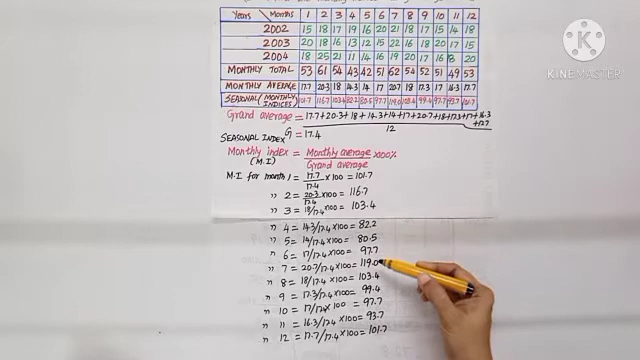 Years Months 1 2 3 4 5 6 7 8 9 10 11 12
2002 15 18 17 19 16 20 21 18 17 15 14 18
2003 20 18 16 13 12 15 22 16 18 20 17 15
2004 18 25 21 11 14 16 19 20 17 16 18 20
MONTHLY TOTAL 53 61 54 43 42 51 62 54 52 51 49 53
MONTHLY AVERAGE 17.7 20.3 18 14.3 14 17 20.7 18 17.3 17 16.3 17.7
SEASONAL (MONTHLY INDICES) 101.7 116.7 103.4 82.2 80.5 97.7 119.0 103.4 99.4 97.7 93.7 101.7
KINEMASTER
Grand average = 17.7+20.3+18+14.3+14+17+20.7+18+17.3+17+16.3+17.7
12
SEASONAL INDEX G = 17.4
Monthly index = Monthly average ×100%
(M.I) Grand average
M.I for month 1 = 17.7/17.4 ×100 = 101.7
" 2 = 20.3/17.4 ×100 = 116.7
" 3 = 18/17.4 ×100 = 103.4
" 4 = 14.3/17.4 ×100 = 82.2
" 5 = 14/17.4 ×100 = 80.5
" 6 = 17/17.4 ×100 = 97.7
" 7 = 20.7/17.4 ×100 = 119.0
" 8 = 18/17.4 ×100 = 103.4
" 9 = 17.3/17.4 ×100 = 99.4
" 10 = 17/17.4 ×100 = 97.7
" 11 = 16.3/17.4 ×100 = 93.7
" 12 = 17.7/17.4 ×100 = 101.7